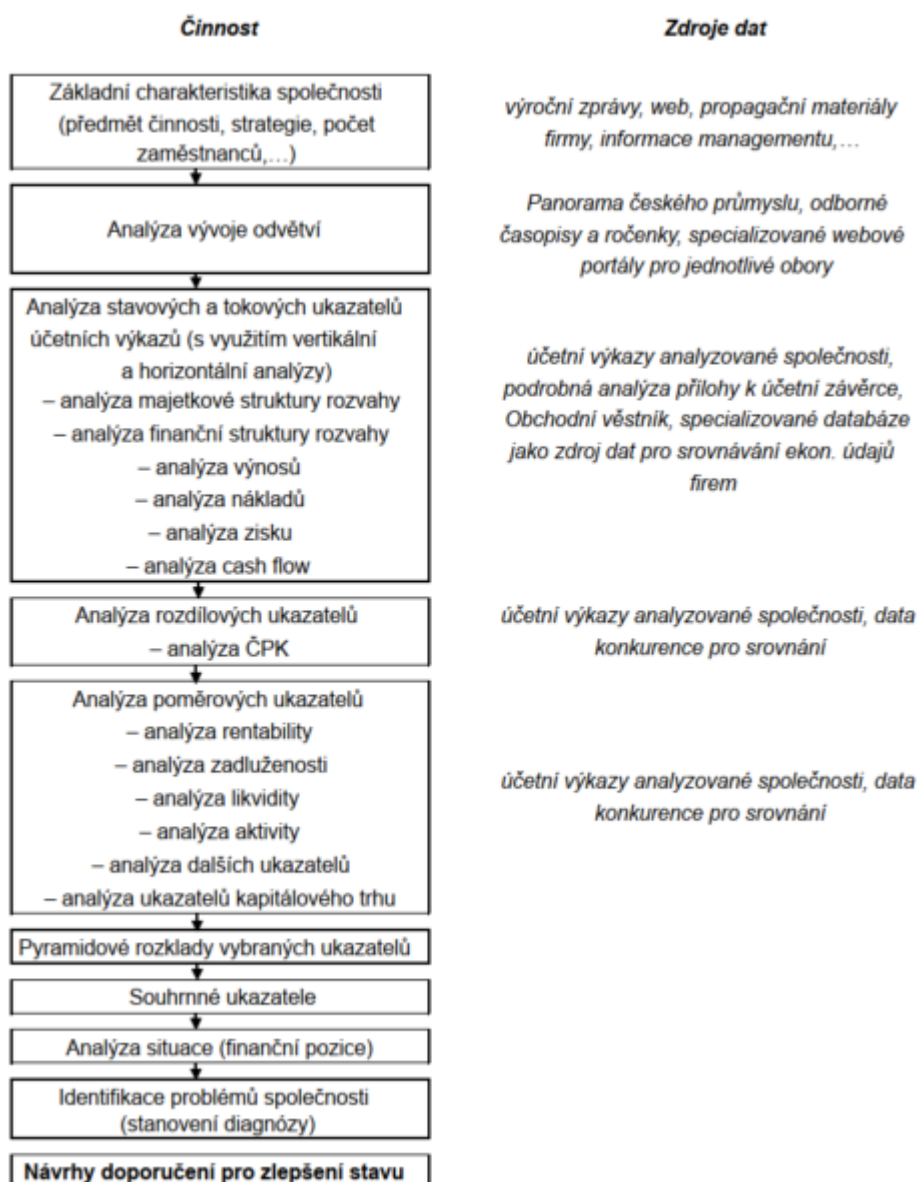 Činnost
Zdroje dat
Základní charakteristika společnosti
(předmět činnosti, strategie, počet
zaměstnanců,…)
výroční zprávy, web, propagační materiály
firmy, informace managementu,…
Analýza vývoje odvětví
Panorama českého průmyslu, odborné
časopisy a ročenky, specializované webové
portály pro jednotlivé obory
Analýza stavových a tokových ukazatelů
účetních výkazů (s využitím vertikální
a horizontální analýzy)
– analýza majetkové struktury rozvahy
– analýza finanční struktury rozvahy
– analýza výnosů
– analýza nákladů
– analýza zisku
– analýza cash flow
účetní výkazy analyzované společnosti,
podrobná analýza přílohy k účetní závěrce,
Obchodní věstník, specializované databáze
jako zdroj dat pro srovnávání ekon. údajů
firem
Analýza rozdílových ukazatelů
– analýza ČPK
účetní výkazy analyzované společnosti, data
konkurence pro srovnání
Analýza poměrových ukazatelů
– analýza rentability
– analýza zadluženosti
– analýza likvidity
– analýza aktivity
– analýza dalších ukazatelů
– analýza ukazatelů kapitálového trhu
účetní výkazy analyzované společnosti, data
konkurence pro srovnání
Pyramidové rozklady vybraných ukazatelů
Souhrnné ukazatele
Analýza situace (finanční pozice)
Identifikace problémů společnosti
(stanovení diagnózy)
Návrhy doporučení pro zlepšení stavu